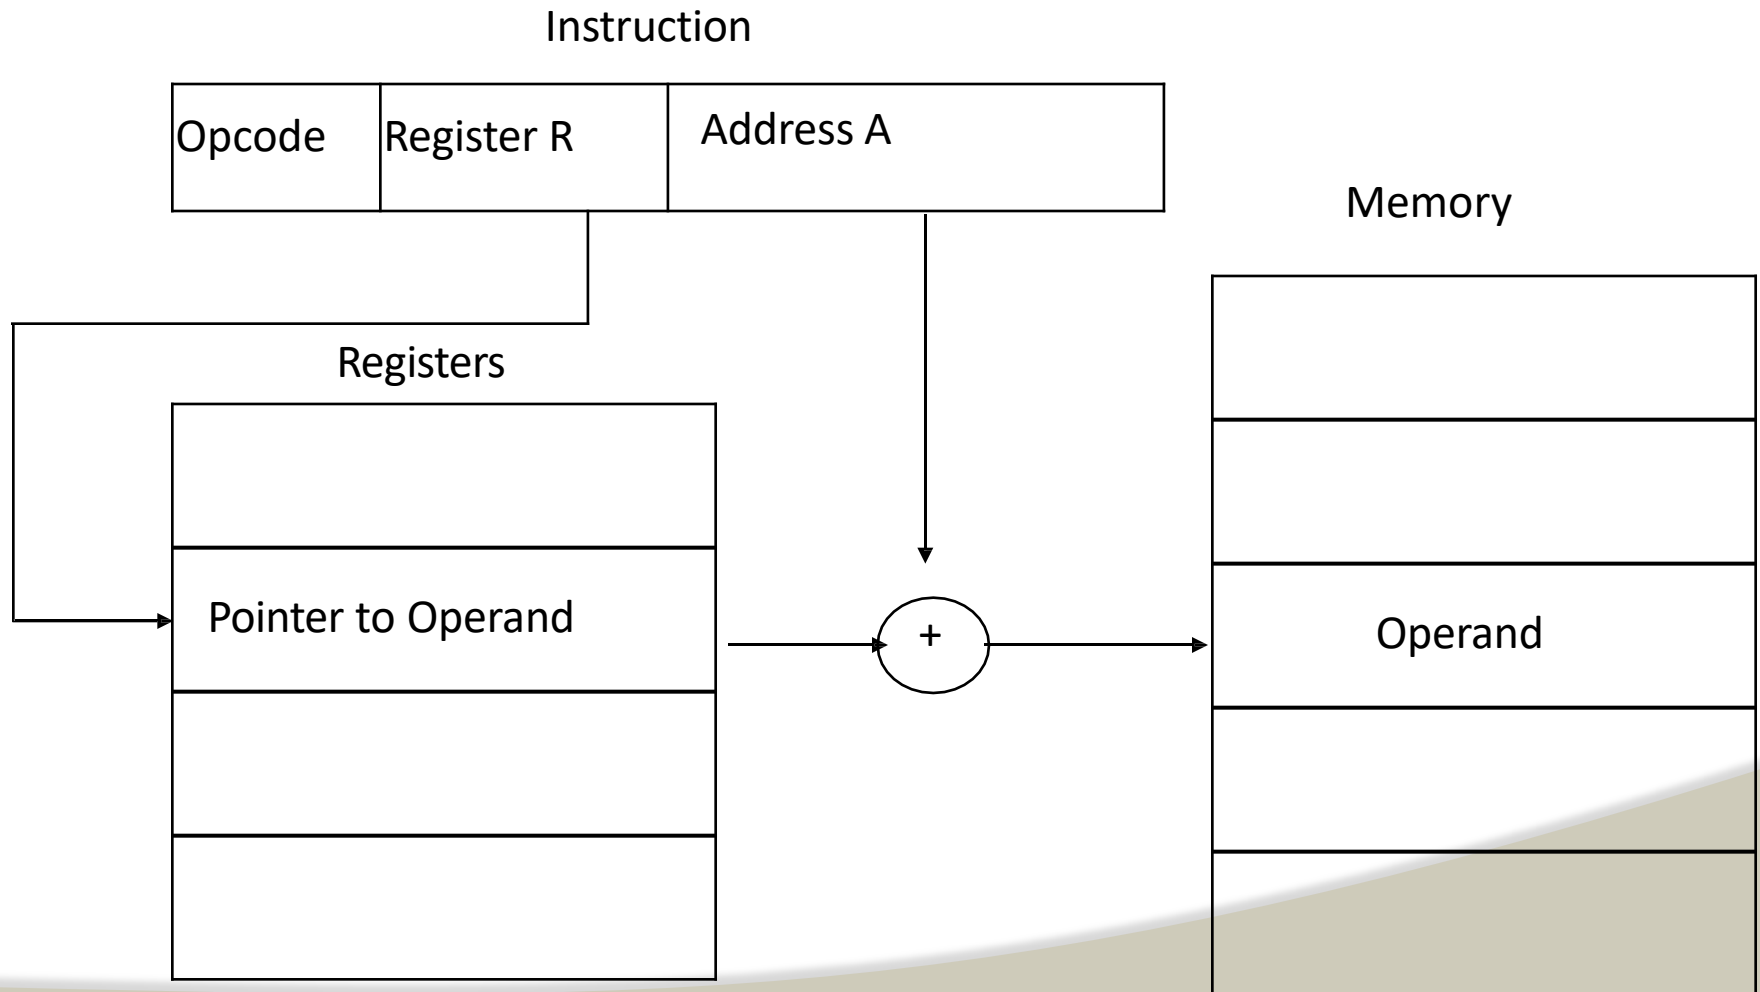 Instruction
Opcode
Register R
Address A
Memory
Registers
Pointer to Operand
+
Operand